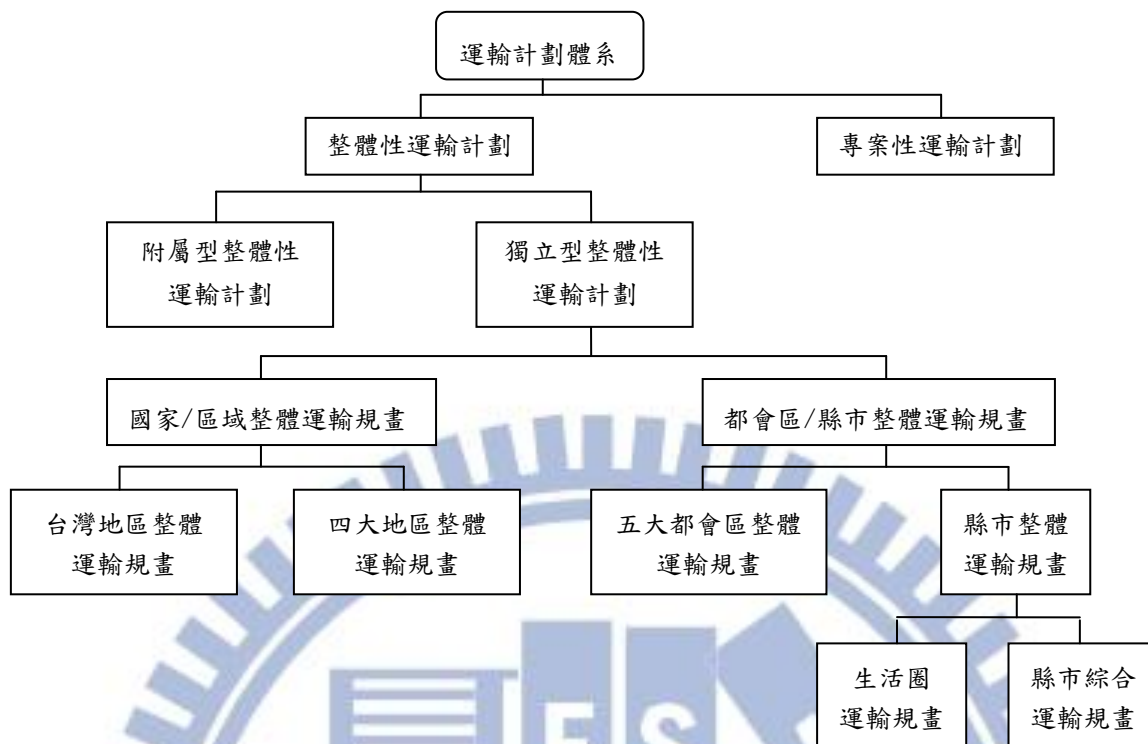 運輸計劃體系
整體性運輸計劃
專案性運輸計劃
附屬型整體性
運輸計劃
獨立型整體性
運輸計劃
國家/區域整體運輸規畫
都會區/縣市整體運輸規畫
台灣地區整體
運輸規畫
四大地區整體
運輸規畫
五大都會區整體
運輸規畫
縣市整體
運輸規畫
生活圈
運輸規畫
縣市綜合
運輸規畫
ES